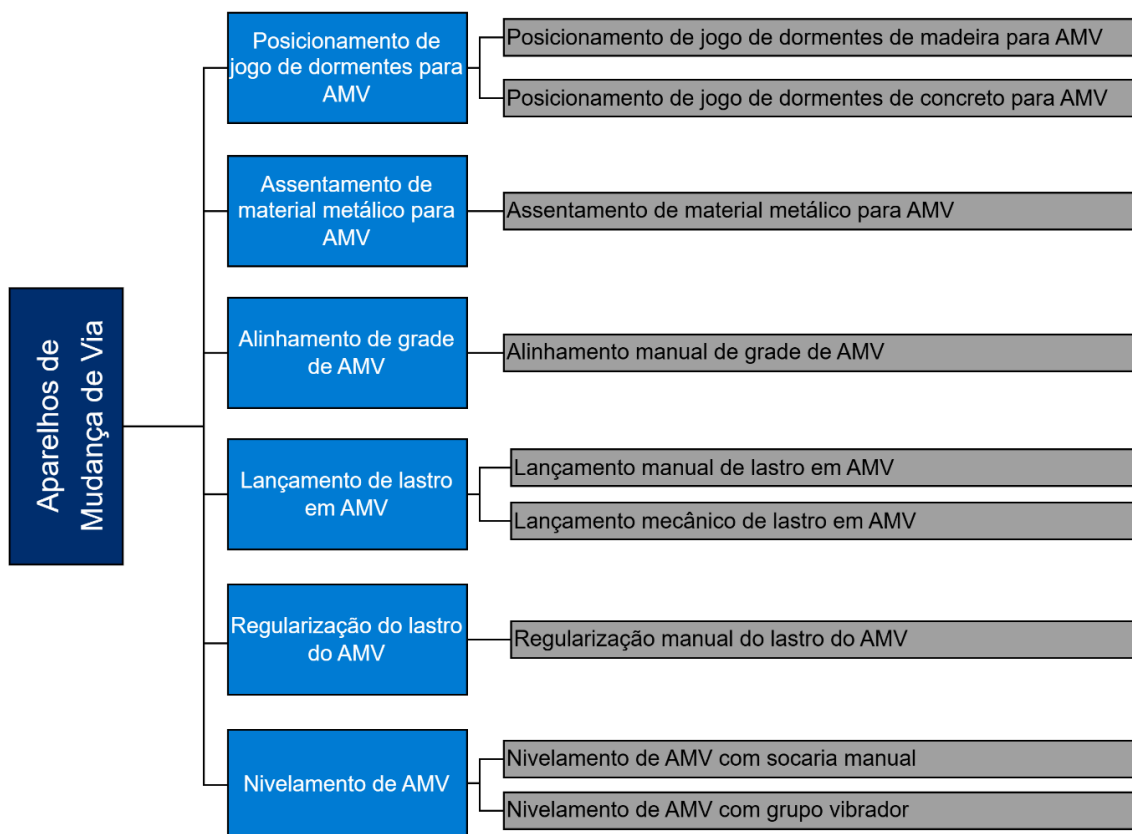 Aparelhos de
Mudança de Via
Posicionamento de
jogo de dormentes para
AMV
Posicionamento de jogo de dormentes de madeira para AMV
Posicionamento de jogo de dormentes de concreto para AMV
Assentamento de
material metálico para
AMV
Assentamento de material metálico para AMV
Alinhamento de grade
de AMV
Alinhamento manual de grade de AMV
Lançamento de lastro
em AMV
Lançamento manual de lastro em AMV
Lançamento mecânico de lastro em AMV
Regularização do lastro
do AMV
Regularização manual do lastro do AMV
Nivelamento de AMV
Nivelamento de AMV com socaria manual
Nivelamento de AMV com grupo vibrador